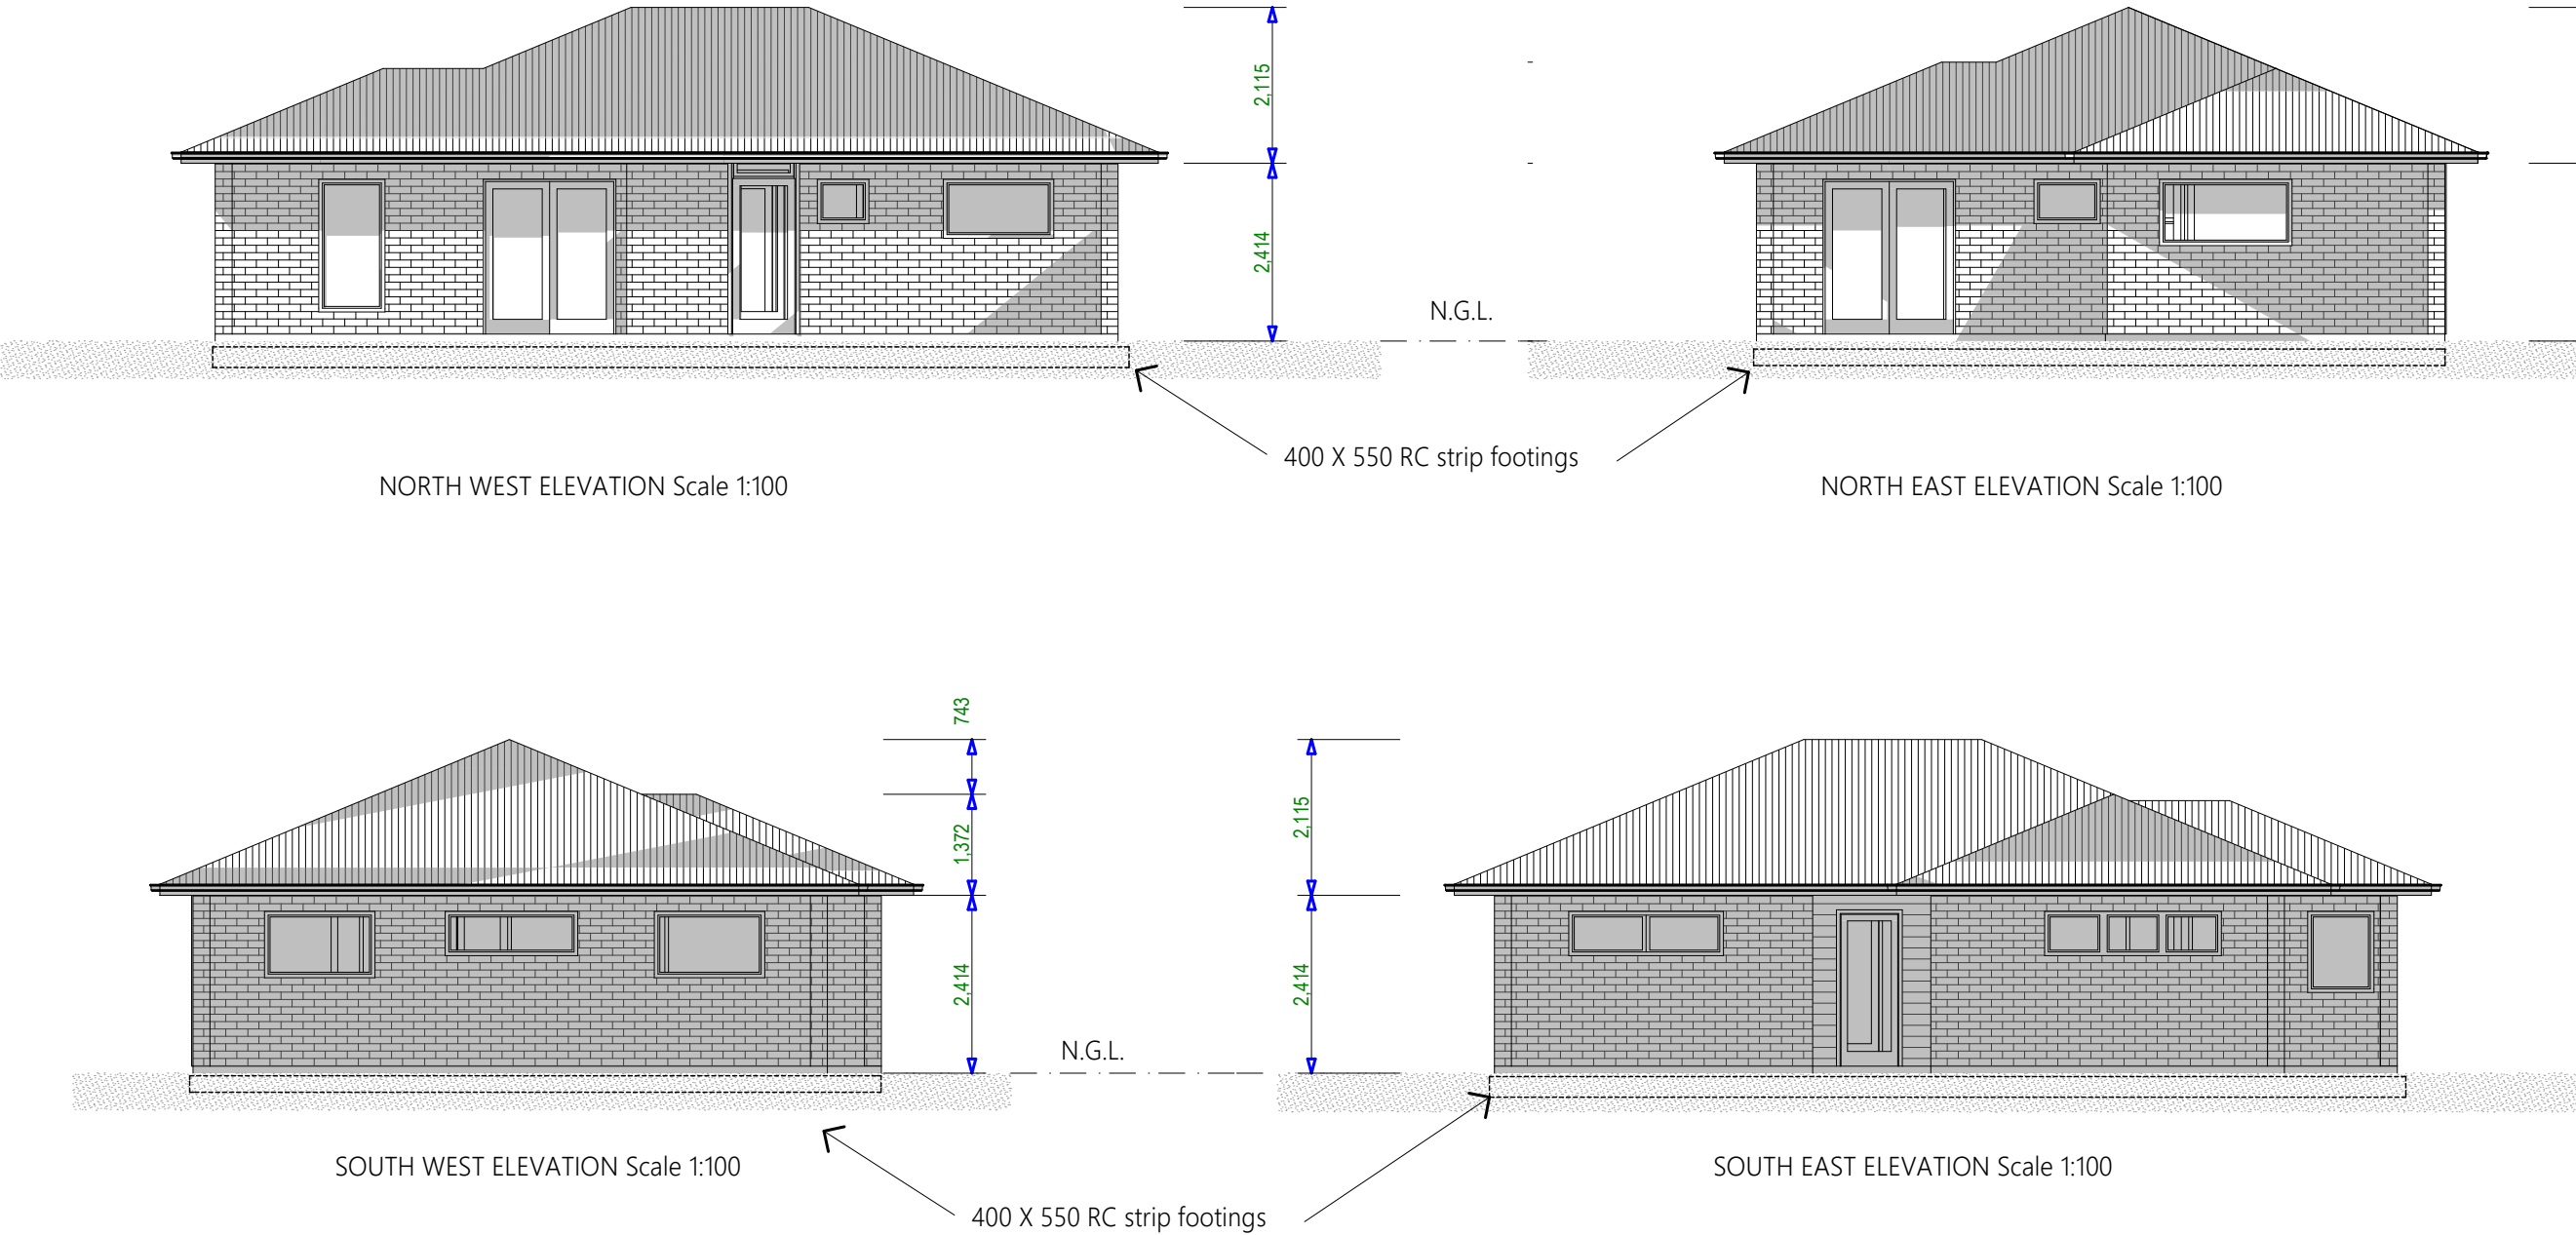 2,115
2,414
N.G.L.
400 X 550 RC strip footings
NORTH WEST ELEVATION Scale 1:100
NORTH EAST ELEVATION Scale 1:100
743
1,372
2,115
2,414
2,414
N.G.L.
SOUTH WEST ELEVATION Scale 1:100
SOUTH EAST ELEVATION Scale 1:100
400 X 550 RC strip footings